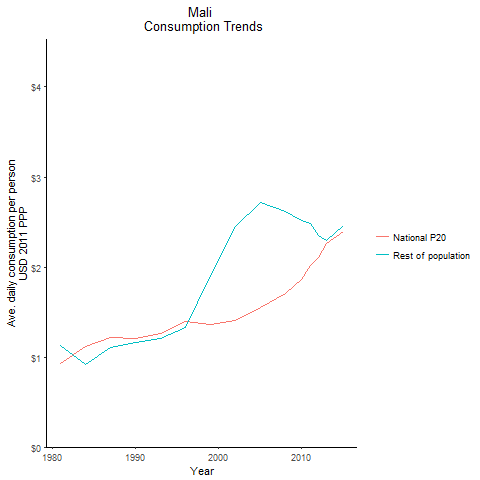 Mali
Consumption Trends
Ave. daily consumption per person
USD 2011 PPP
$4
$3
$2
$1
$0
1980
1990
2000
2010
Year
National P20
Rest of population